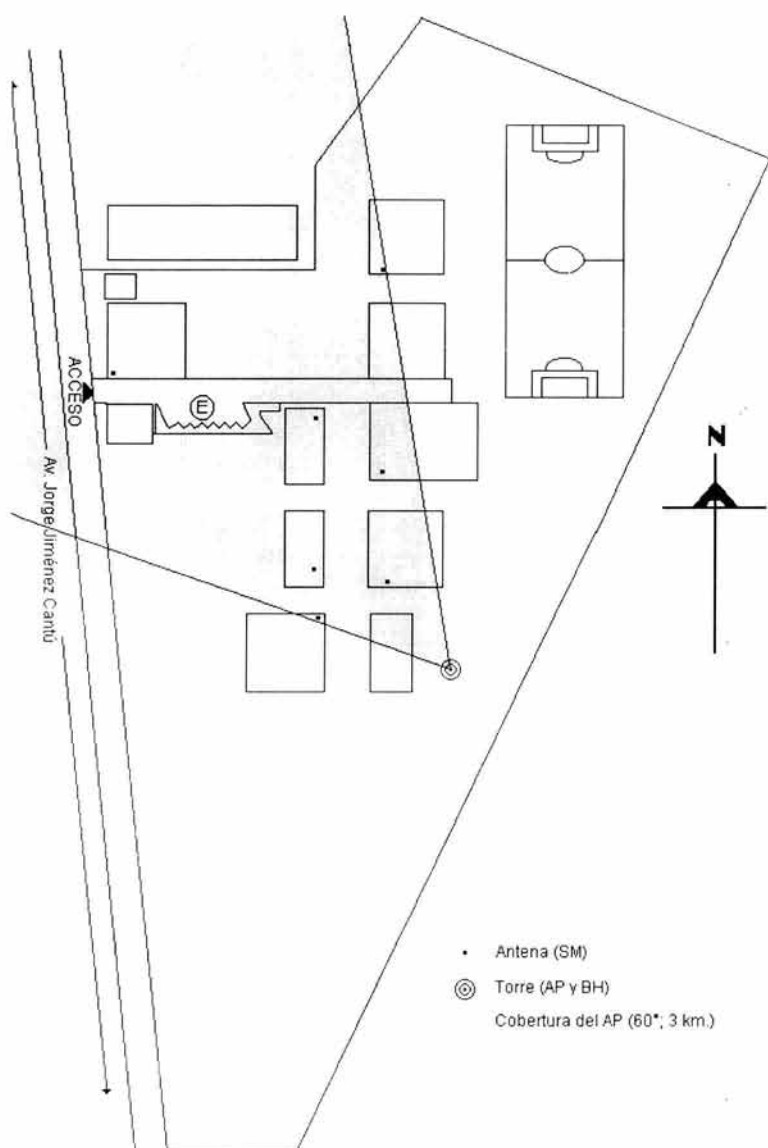 ACCESO
E
Av. Jorge Jiménez Cantú
N
Antena (SM)
Torre (AP y BH)
Cobertura del AP (60°; 3 km.)